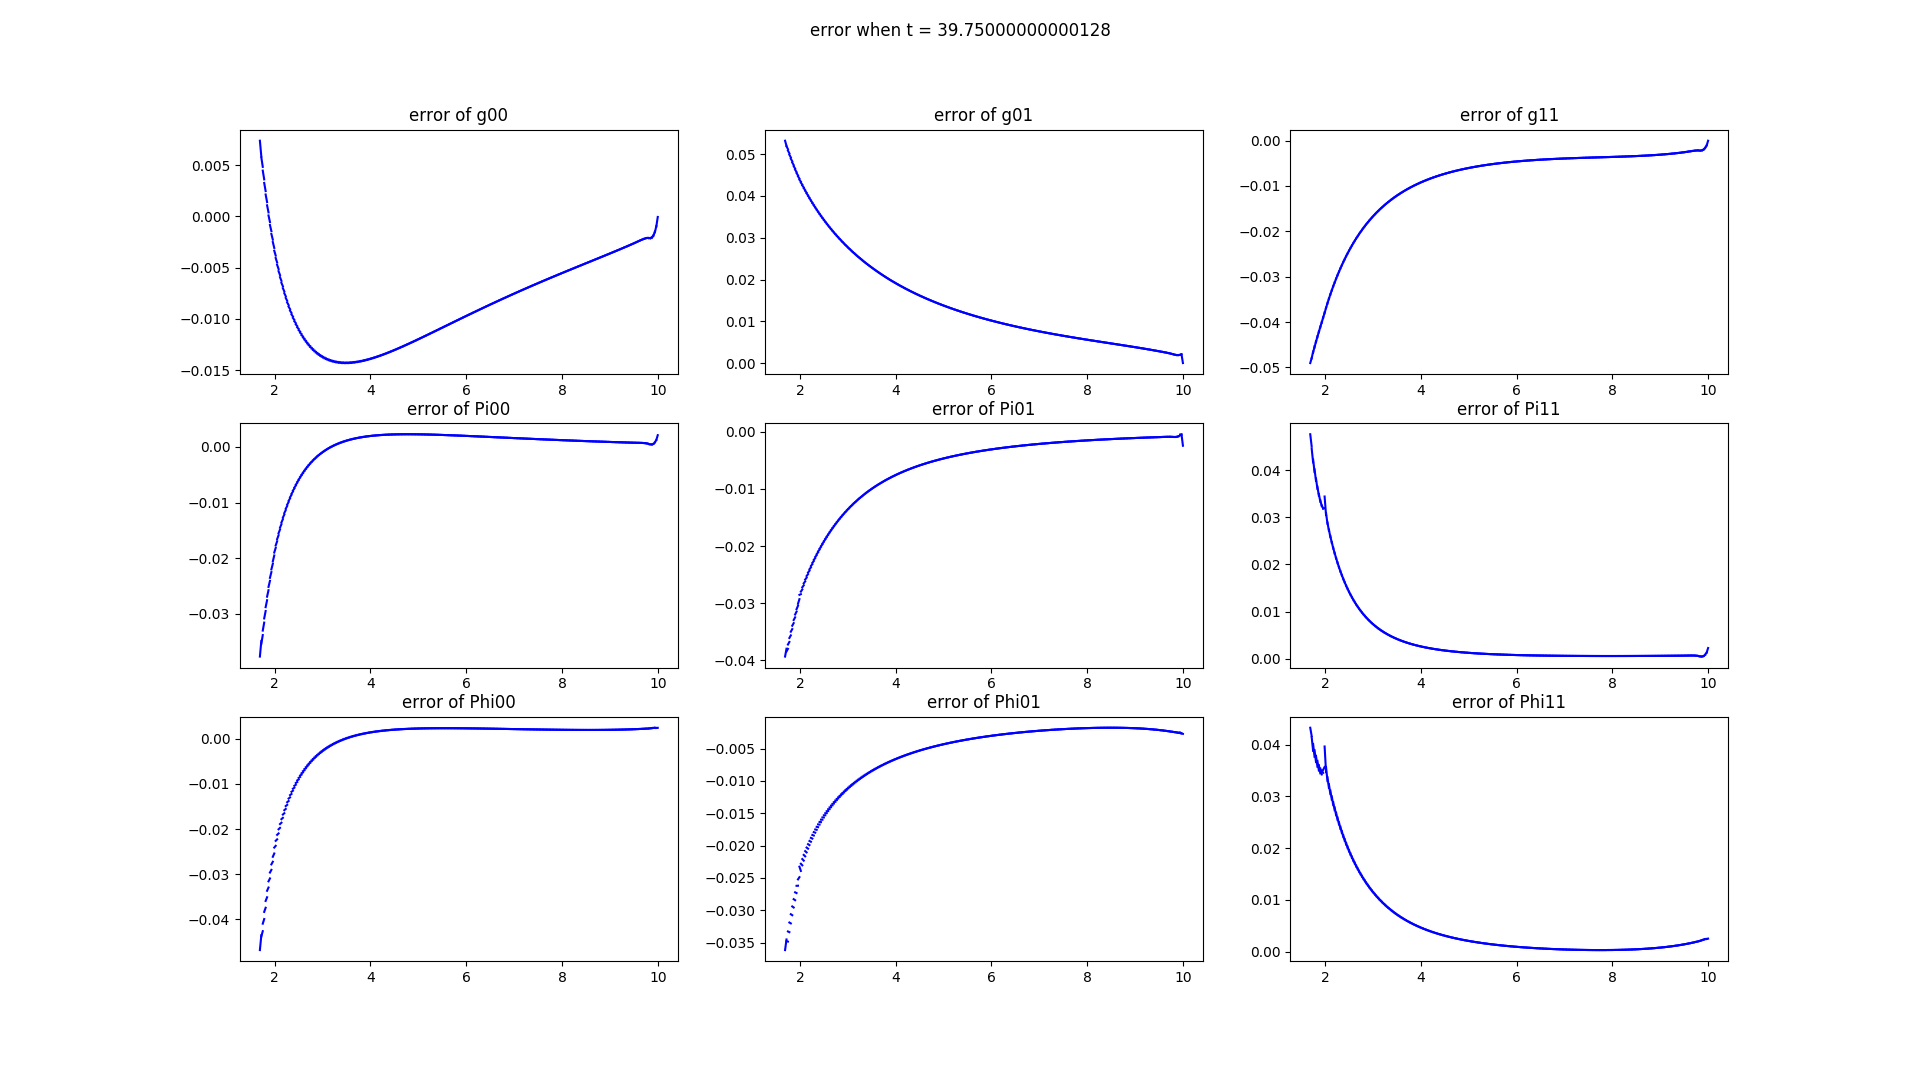 error when t = 39.75000000000128
error of g00
error of g01
error of g11
0.005
0.000
−0.005
−0.010
−0.015
2 4 6 8 10
0.05
0.04
0.03
0.02
0.01
0.00
2 4 6 8 10
0.00
−0.01
−0.02
−0.03
−0.04
−0.05
2 4 6 8 10
error of Pi00
error of Pi01
error of Pi11
0.00
−0.01
−0.02
−0.03
2 4 6 8 10
0.00
−0.01
−0.02
−0.03
−0.04
2 4 6 8 10
0.04
0.03
0.02
0.01
0.00
2 4 6 8 10
error of Phi00
error of Phi01
error of Phi11
0.00
−0.01
−0.02
−0.03
−0.04
2 4 6 8 10
−0.005
−0.010
−0.015
−0.020
−0.025
−0.030
−0.035
2 4 6 8 10
0.04
0.03
0.02
0.01
0.00
2 4 6 8 10